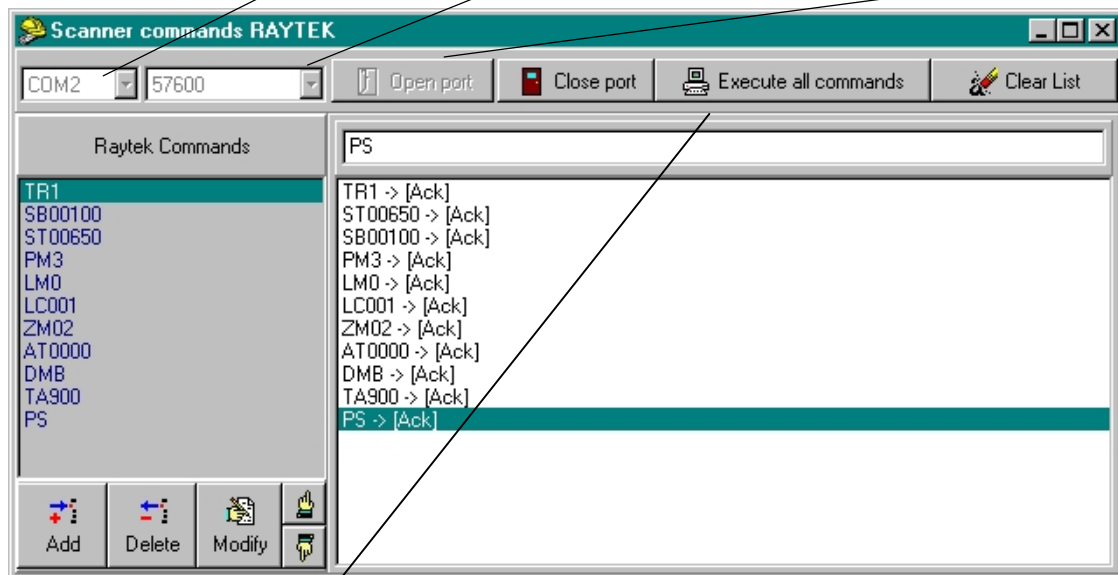 Scanner commands RAYTEK
COM2 57600 Open port Close port Execute all commands Clear List
Raytek Commands
PS
TR1
SB00100
ST00650
PM3
LM0
LC001
ZM02
AT0000
DMB
TA900
PS
TR1 -> [Ack]
ST00650 -> [Ack]
SB00100 -> [Ack]
PM3 -> [Ack]
LM0 -> [Ack]
LC001 -> [Ack]
ZM02 -> [Ack]
AT0000 -> [Ack]
DMB -> [Ack]
TA900 -> [Ack]
PS -> [Ack]
Add Delete Modify